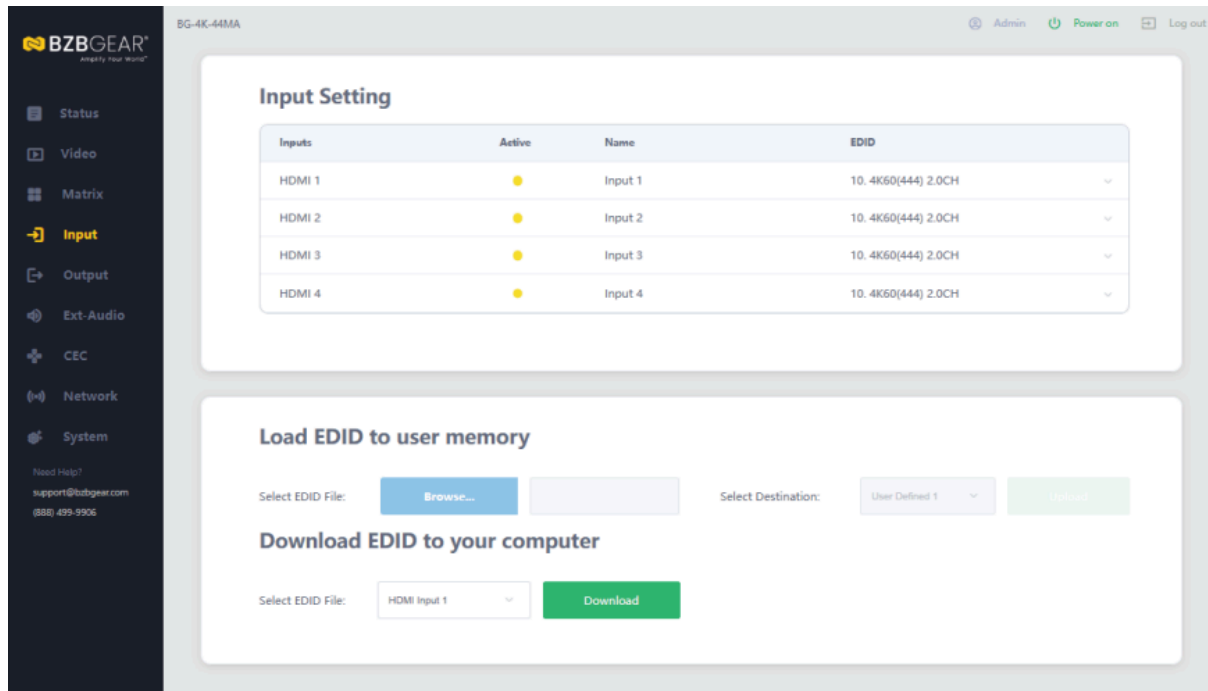 BG-4K-44MA
Admin Power on Log out
BZBGEAR®
Amplify Your World™
Status
Video
Matrix
Input
Output
Ext-Audio
CEC
Network
System
Need Help?
support@bzbgear.com
(888) 499-9906
Input Setting
Inputs Active Name EDID
HDMI 1 Input 1 10. 4K60(444) 2.0CH
HDMI 2 Input 2 10. 4K60(444) 2.0CH
HDMI 3 Input 3 10. 4K60(444) 2.0CH
HDMI 4 Input 4 10. 4K60(444) 2.0CH
Load EDID to user memory
Select EDID File: Browse... Select Destination: User Defined 1 Upload
Download EDID to your computer
Select EDID File: HDMI Input 1 Download